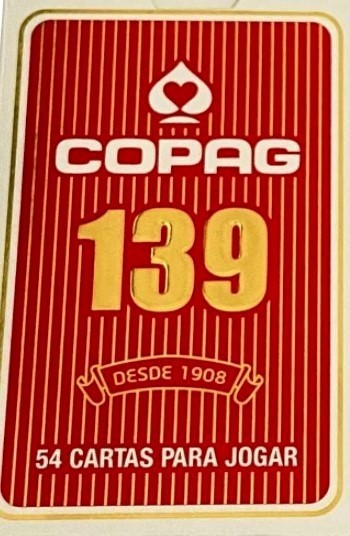 COPAG
139
DESDE 1908
54 CARTAS PARA JOGAR